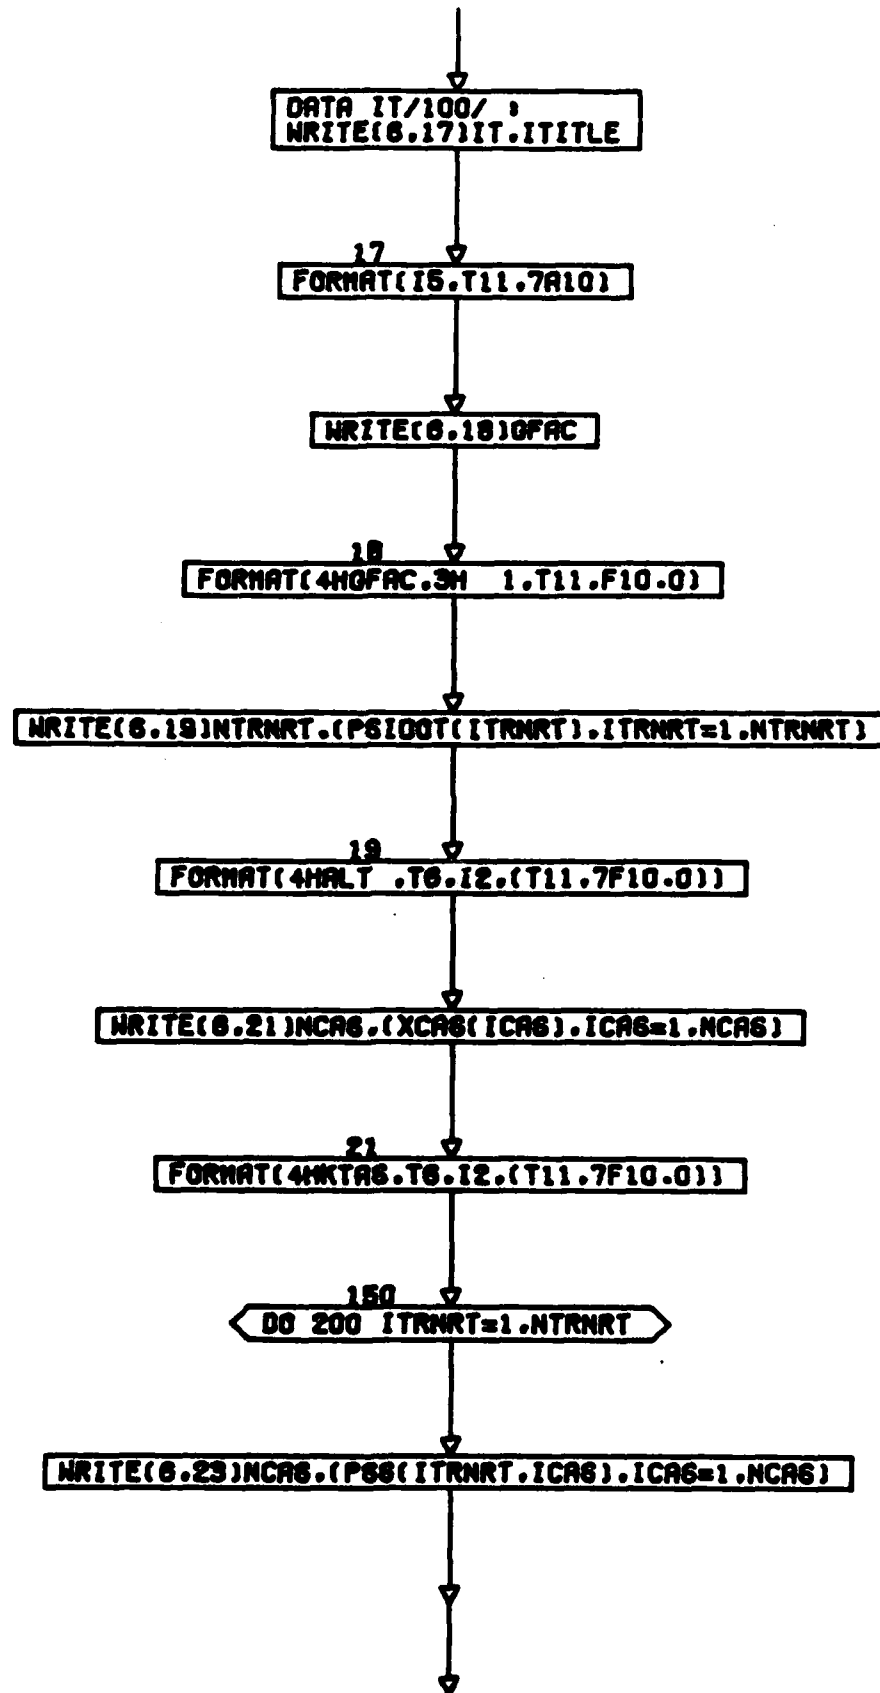 DATA IT/100/ ;
WRITE(6,17)IT,ITITLE
17
FORMAT(I5,T11,7A10)
WRITE(6,18)GFAC
18
FORMAT(4HGFAC,3H  1,T11,F10.0)
WRITE(6,19)NTRNRT,(PSIDOT(ITRNRT),ITRNRT=1,NTRNRT)
19
FORMAT(4HALT ,T6,I2,(T11,7F10.0))
WRITE(6,21)NCAS,(XCAS(ICAS),ICAS=1,NCAS)
21
FORMAT(4HKTAS,T6,I2,(T11,7F10.0))
150
DO 200 ITRNRT=1,NTRNRT
WRITE(6,23)NCAS,(PSS(ITRNRT,ICAS),ICAS=1,NCAS)